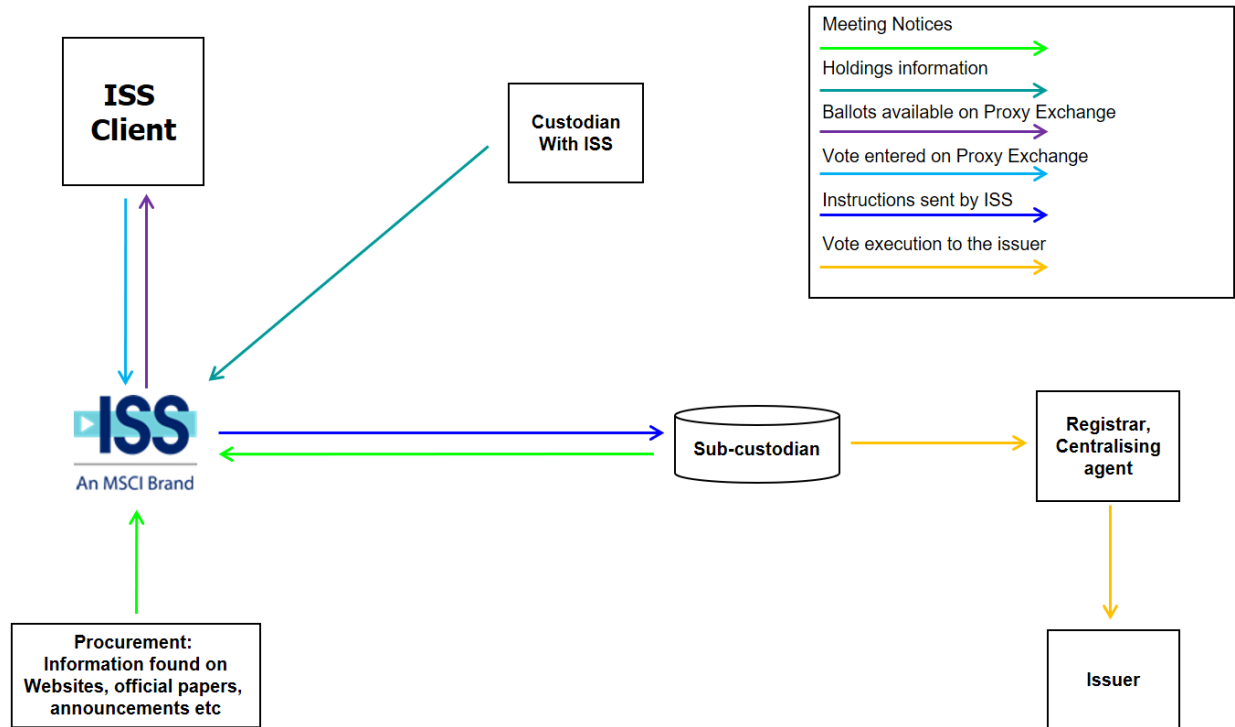 Meeting Notices
Holdings information
Ballots available on Proxy Exchange
Vote entered on Proxy Exchange
Instructions sent by ISS
Vote execution to the issuer
ISS
Client
Custodian
With ISS
ISS
An MSCI Brand
Sub-custodian
Registrar,
Centralising
agent
Procurement:
Information found on
Websites, official papers,
announcements etc
Issuer